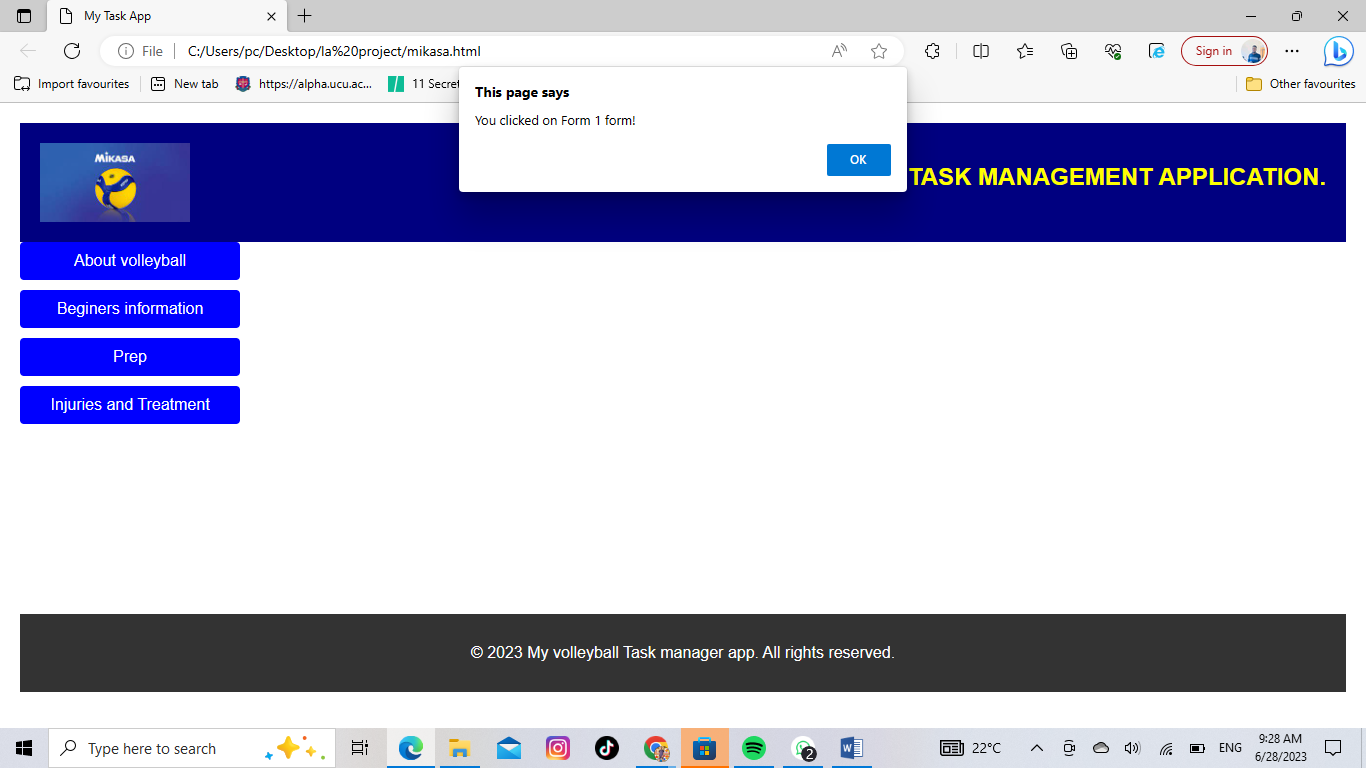 My Task App
File
C:/Users/pc/Desktop/la%20project/mikasa.html
Sign in
Import favourites
New tab
https://alpha.ucu.ac...
11 Secret
Other favourites
This page says
You clicked on Form 1 form!
OK
MIKASA
TASK MANAGEMENT APPLICATION.
About volleyball
Beginers information
Prep
Injuries and Treatment
© 2023 My volleyball Task manager app. All rights reserved.
Type here to search
2
22°C
ENG
9:28 AM
6/28/2023